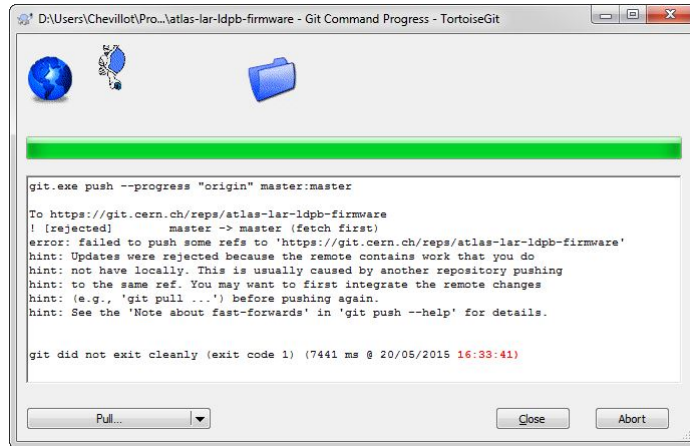 D:\Users\Chevillot\Pro...\atlas-lar-ldpb-firmware - Git Command Progress - TortoiseGit
git.exe push --progress "origin" master:master
To https://git.cern.ch/reps/atlas-lar-ldpb-firmware
! [rejected] master -> master (fetch first)
error: failed to push some refs to 'https://git.cern.ch/reps/atlas-lar-ldpb-firmware'
hint: Updates were rejected because the remote contains work that you do
hint: not have locally. This is usually caused by another repository pushing
hint: to the same ref. You may want to first integrate the remote changes
hint: (e.g., 'git pull ...') before pushing again.
hint: See the 'Note about fast-forwards' in 'git push --help' for details.
git did not exit cleanly (exit code 1) (7441 ms @ 20/05/2015 16:33:41)
Pull...
Close
Abort